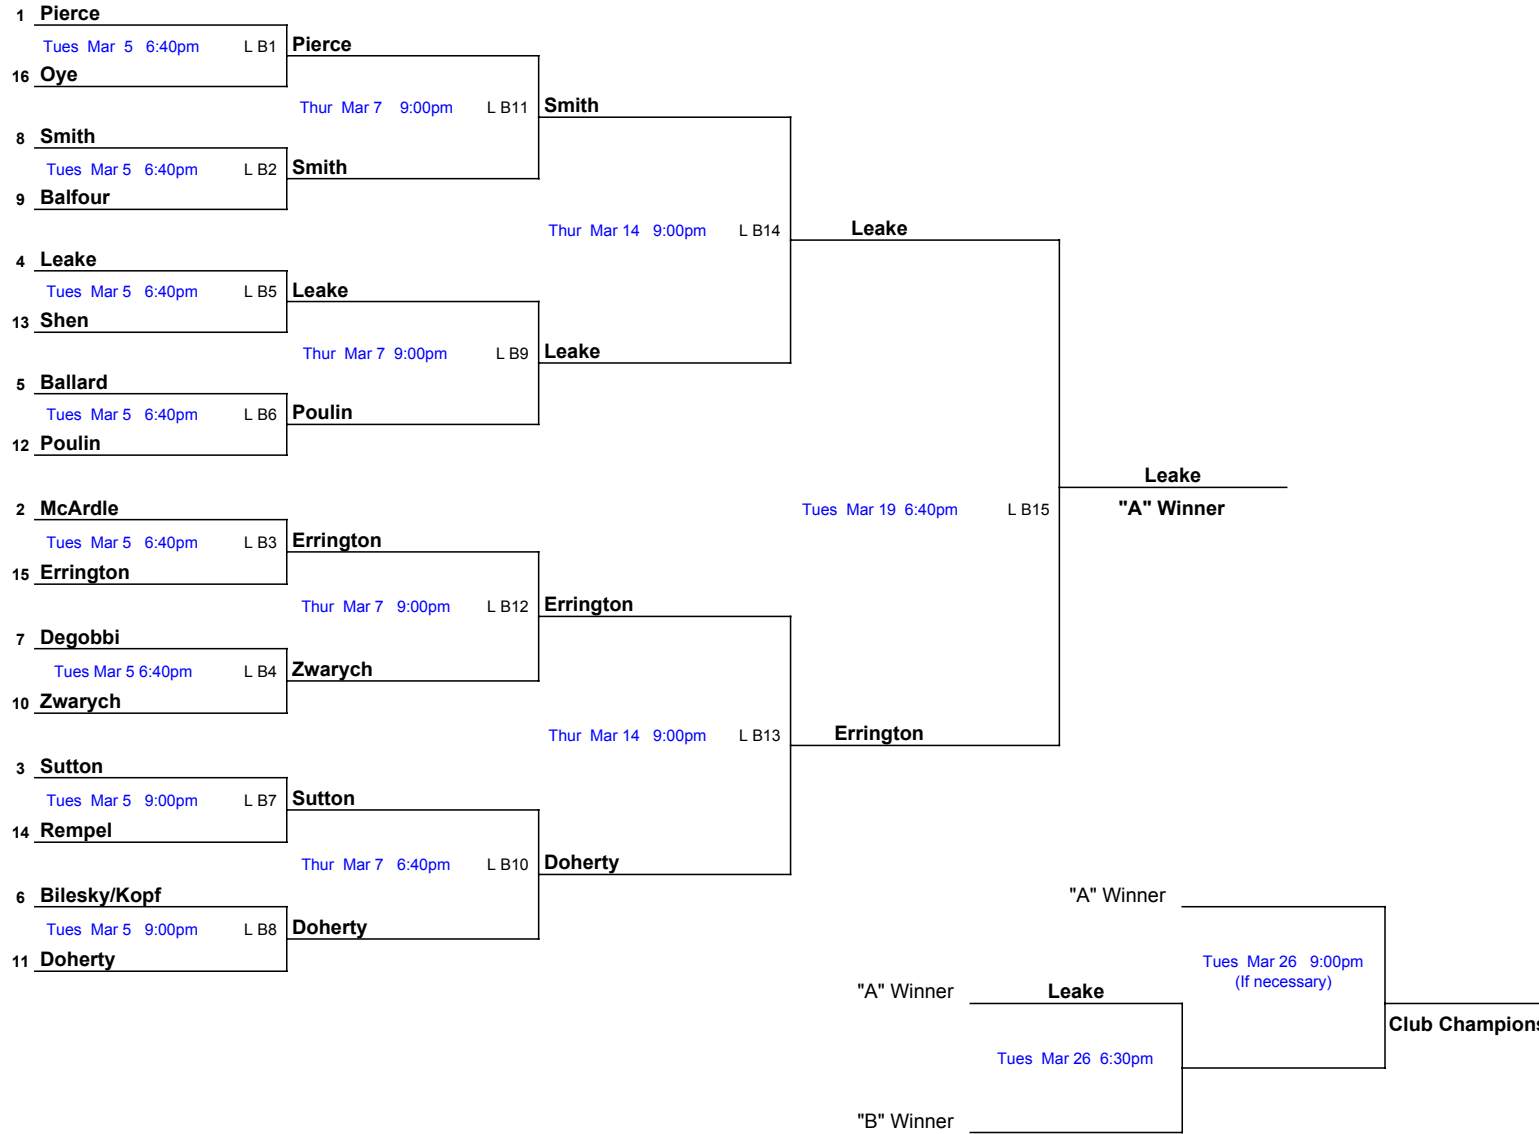 1 Pierce
Tues Mar 5 6:40pm L B1 Pierce
16 Oye
Thur Mar 7 9:00pm L B11 Smith
8 Smith
Tues Mar 5 6:40pm L B2 Smith
9 Balfour
Thur Mar 14 9:00pm L B14 Leake
4 Leake
Tues Mar 5 6:40pm L B5 Leake
13 Shen
Thur Mar 7 9:00pm L B9 Leake
5 Ballard
Tues Mar 5 6:40pm L B6 Poulin
12 Poulin
Leake
2 McArdle
Tues Mar 19 6:40pm L B15 "A" Winner
Tues Mar 5 6:40pm L B3 Errington
15 Errington
Thur Mar 7 9:00pm L B12 Errington
7 Degobbi
Tues Mar 5 6:40pm L B4 Zwarych
10 Zwarych
Thur Mar 14 9:00pm L B13 Errington
3 Sutton
Tues Mar 5 9:00pm L B7 Sutton
14 Rempel
Thur Mar 7 6:40pm L B10 Doherty
6 Bilesky/Kopf
"A" Winner
Tues Mar 5 9:00pm L B8 Doherty
11 Doherty
Tues Mar 26 9:00pm
(If necessary)
"A" Winner Leake
Club Champions
Tues Mar 26 6:30pm
"B" Winner